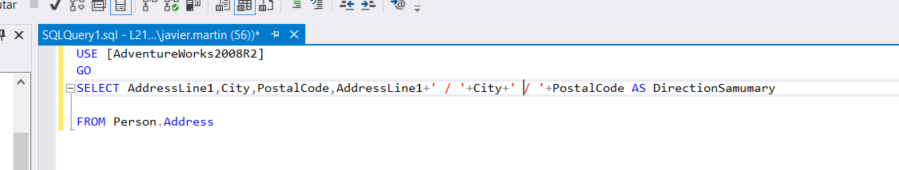 utar
SQLQuery1.sql - L21...\javier.martin (54))*
USE [AdventureWorks2008R2]
GO
SELECT AddressLine1,City,PostalCode,AddressLine1+' / '+City+' / '+PostalCode AS DirectionSamumary
FROM Person.Address